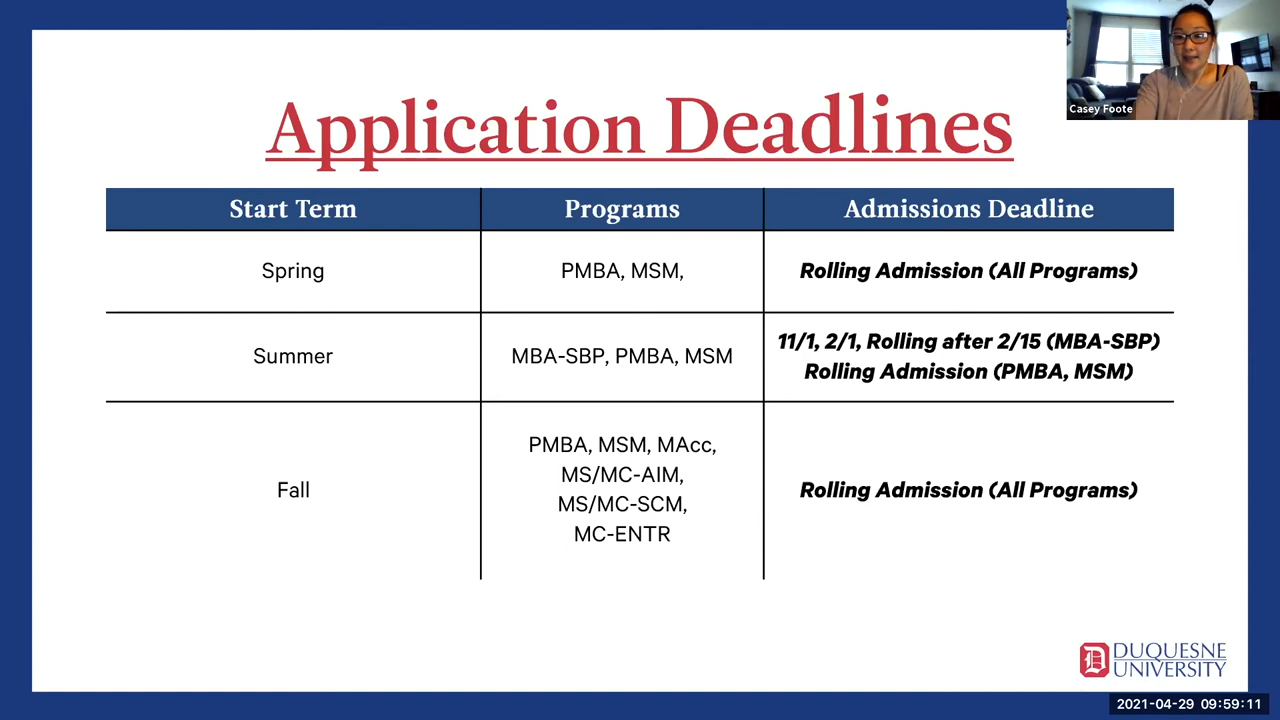 Casey Foote
Application Deadlines
Start Term
Programs
Admissions Deadline
Spring
PMBA, MSM,
Rolling Admission (All Programs)
Summer
MBA-SBP, PMBA, MSM
11/1, 2/1, Rolling after 2/15 (MBA-SBP)
Rolling Admission (PMBA, MSM)
Fall
PMBA, MSM, MAcc,
MS/MC-AIM,
MS/MC-SCM,
MC-ENTR
Rolling Admission (All Programs)
D
DUQUESNE
UNIVERSITY
2021-04-29 09:59:11